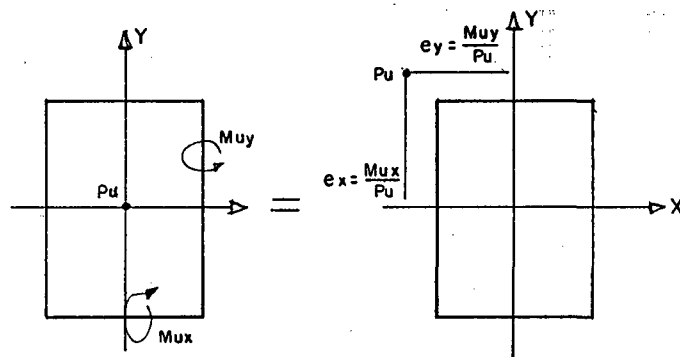 Y
Muy
Pu
Mux
=
Y
ey = Muy
Pu
Pu
ex = Mux
Pu
X